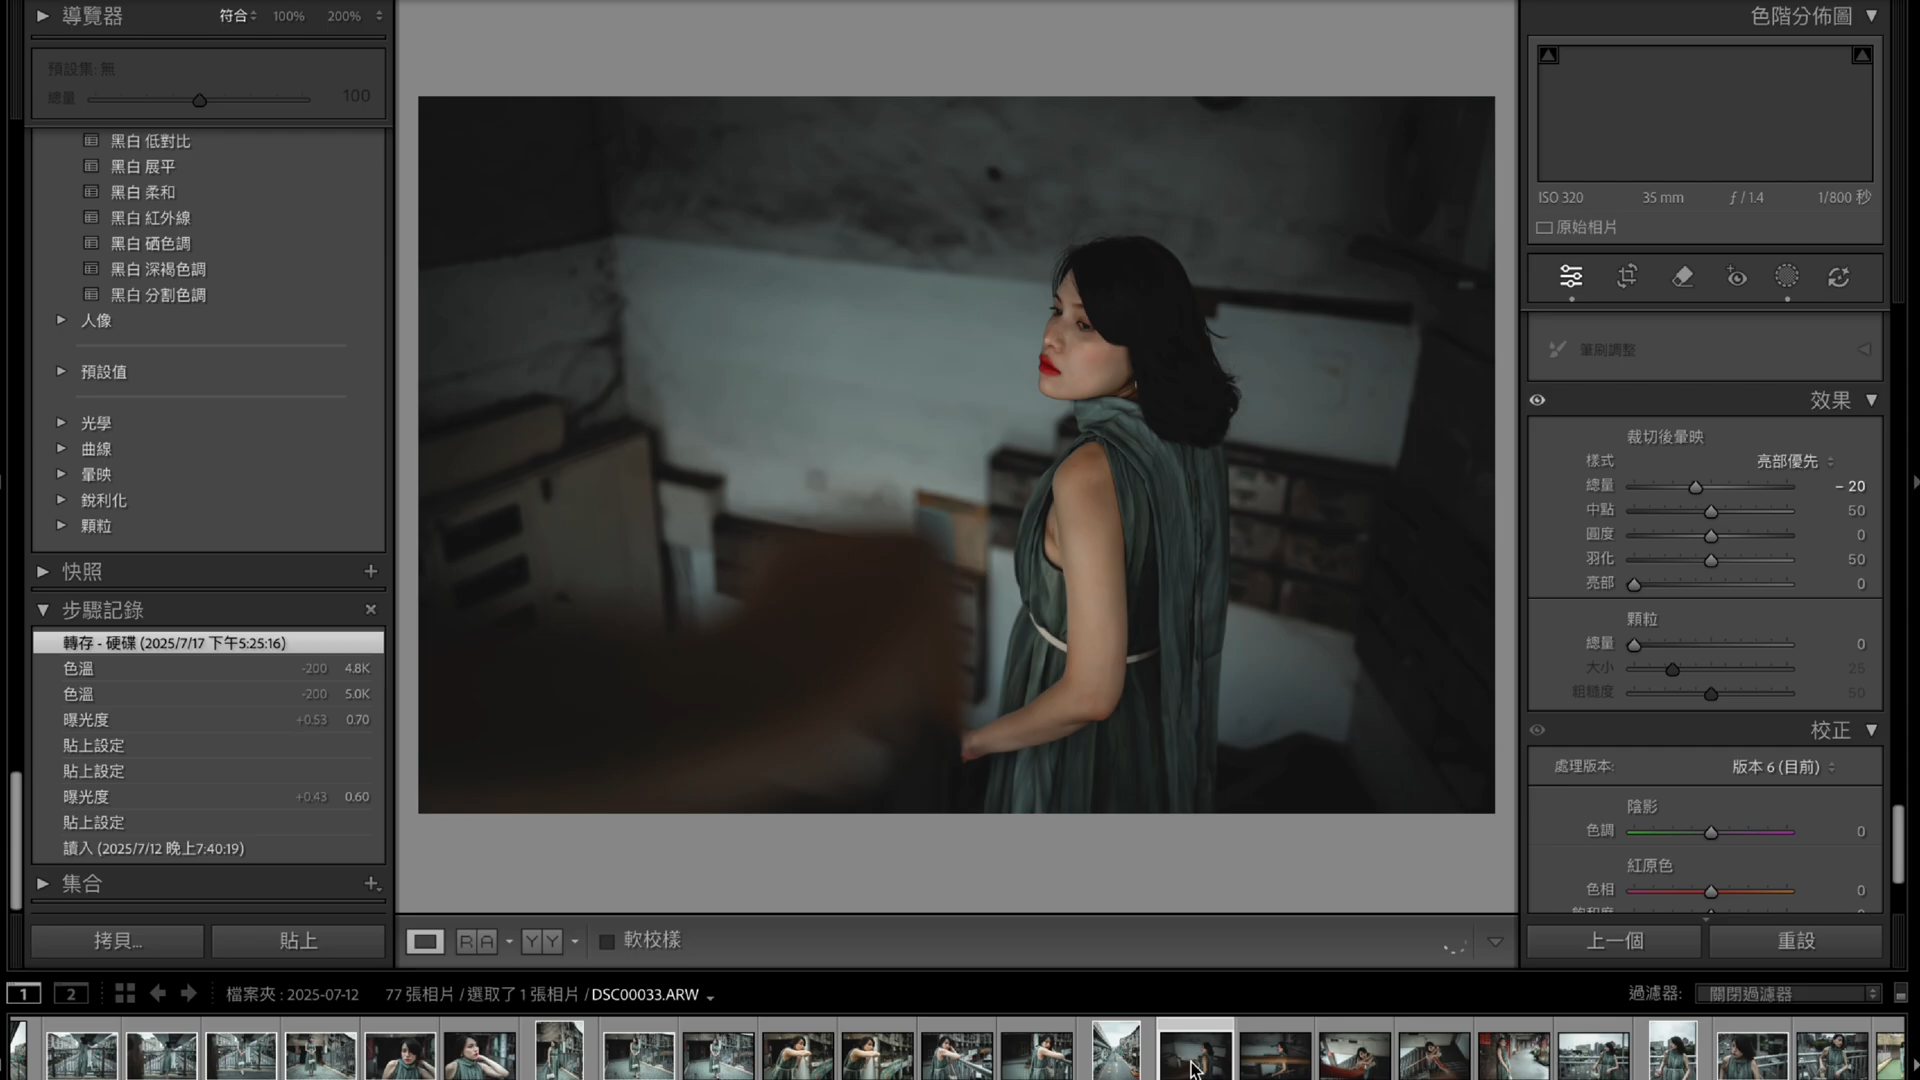 導覽器 符合 100% 200%
預設集: 無
總量 100
黑白 低對比
黑白 展平
黑白 柔和
黑白 紅外線
黑白 硒色調
黑白 深褐色調
黑白 分割色調
人像
預設值
光學
曲線
暈映
銳利化
顆粒
快照 +
步驟記錄 ×
轉存 - 硬碟 (2025/7/17 下午5:25:16)
色溫 -200 4.8K
色溫 -200 5.0K
曝光度 +0.53 0.70
貼上設定
貼上設定
曝光度 +0.43 0.60
貼上設定
讀入 (2025/7/12 晚上7:40:19)
集合 +
拷貝... 貼上
R A Y Y 軟校樣
色階分佈圖
ISO 320 35 mm ƒ / 1.4 1/800 秒
原始相片
筆刷調整
效果
裁切後暈映
樣式 亮部優先
總量 - 20
中點 50
圓度 0
羽化 50
亮部 0
顆粒
總量 0
大小 25
粗糙度 50
校正
處理版本: 版本 6 (目前)
陰影
色調 0
紅原色
色相 0
飽和度 0
上一個 重設
1 2 檔案夾 : 2025-07-12 77 張相片 / 選取了 1 張相片 / DSC00033.ARW 過濾器: 關閉過濾器